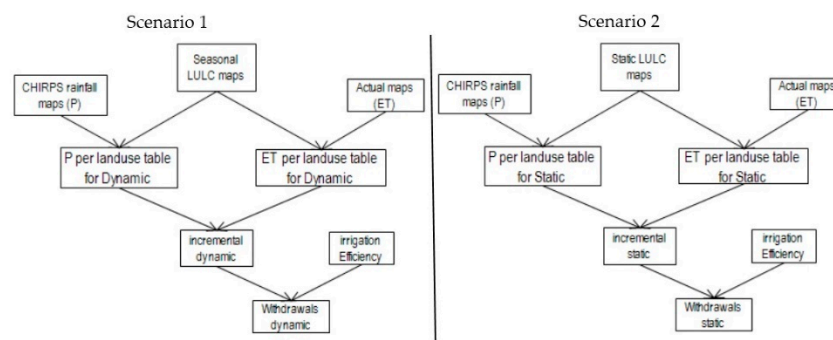 Scenario 1
Seasonal
LULC maps
CHIRPS rainfall
maps (P)
Actual maps
(ET)
P per landuse table
for Dynamic
ET per landuse table
for Dynamic
incremental
dynamic
irrigation
Efficiency
Withdrawals
dynamic
Scenario 2
Static LULC
maps
CHIRPS rainfall
maps (P)
Actual maps
(ET)
P per landuse table
for Static
ET per landuse table
for Static
incremental
static
irrigation
Efficiency
Withdrawals
static